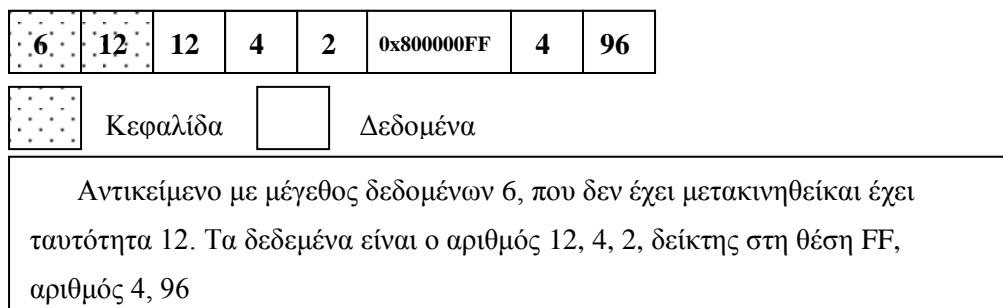 6 12 12 4 2 0x800000FF 4 96
Κεφαλίδα Δεδομένα
Αντικείμενο με μέγεθος δεδομένων 6, που δεν έχει μετακινηθείκαι έχει
ταυτότητα 12. Τα δεδεμένα είναι ο αριθμός 12, 4, 2, δείκτης στη θέση FF,
αριθμός 4, 96